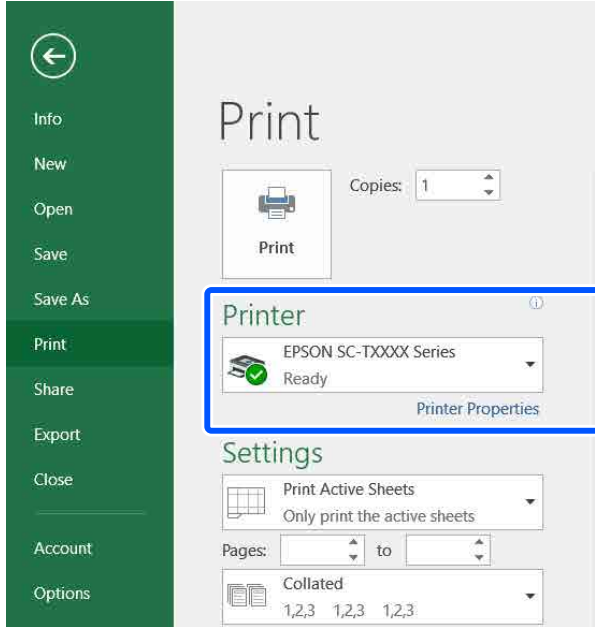 Info
New
Open
Save
Save As
Print
Share
Export
Close
Account
Options
Print
Copies: 1
Print
Printer
EPSON SC-TXXXX Series
Ready
Printer Properties
Settings
Print Active Sheets
Only print the active sheets
Pages: to
Collated
1,2,3 1,2,3 1,2,3